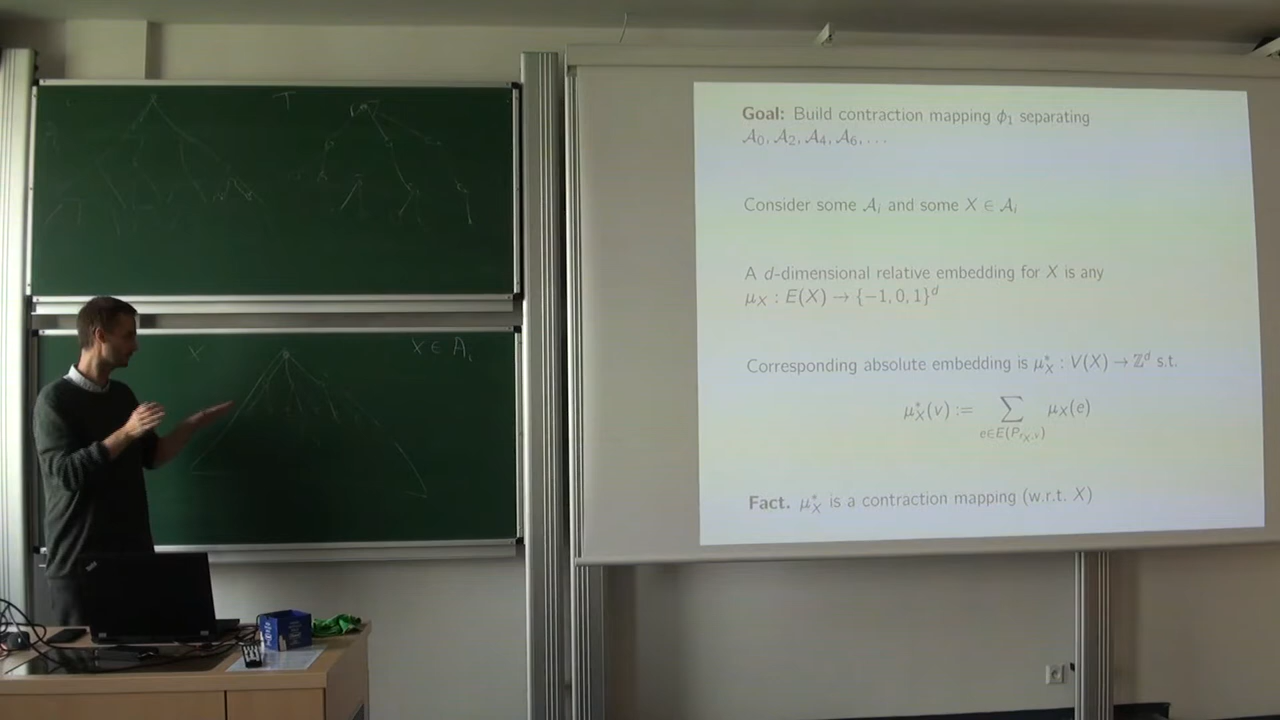 T
X
X ∈ A_i
Goal: Build contraction mapping ϕ₁ separating
𝒜₀, 𝒜₂, 𝒜₄, 𝒜₆, . . .
Consider some 𝒜ᵢ and some X ∈ 𝒜ᵢ
A d-dimensional relative embedding for X is any
μ_X : E(X) → {−1, 0, 1}^d
Corresponding absolute embedding is μ*_X : V(X) → ℤ^d s.t.
μ*_X(v) := ∑_{e∈E(P_{r_X,v})} μ_X(e)
Fact. μ*_X is a contraction mapping (w.r.t. X)